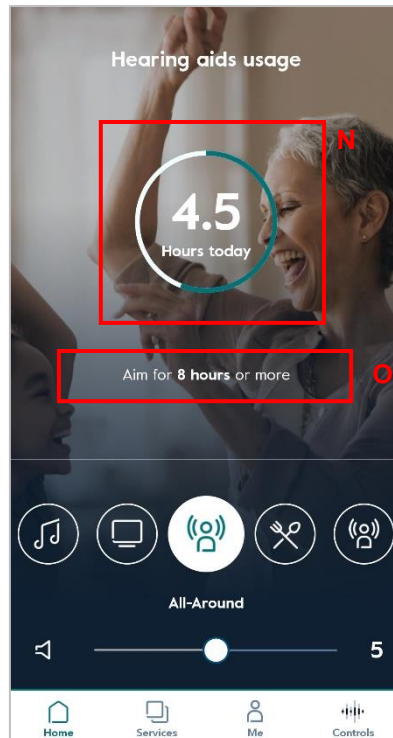 Hearing aids usage
N
4.5
Hours today
Aim for 8 hours or more
O
All-Around
5
Home Services Me Controls